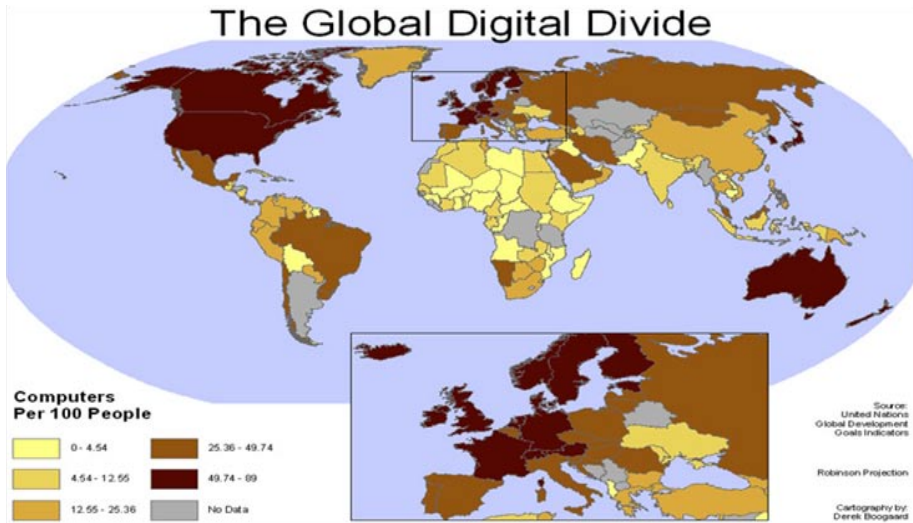 The Global Digital Divide
Computers
Per 100 People
0 - 4.54
4.54 - 12.55
12.55 - 25.36
25.36 - 49.74
49.74 - 89
No Data
Source:
United Nations
Global Development
Goals Indicators
Robinson Projection
Cartography by:
Derek Boogaard